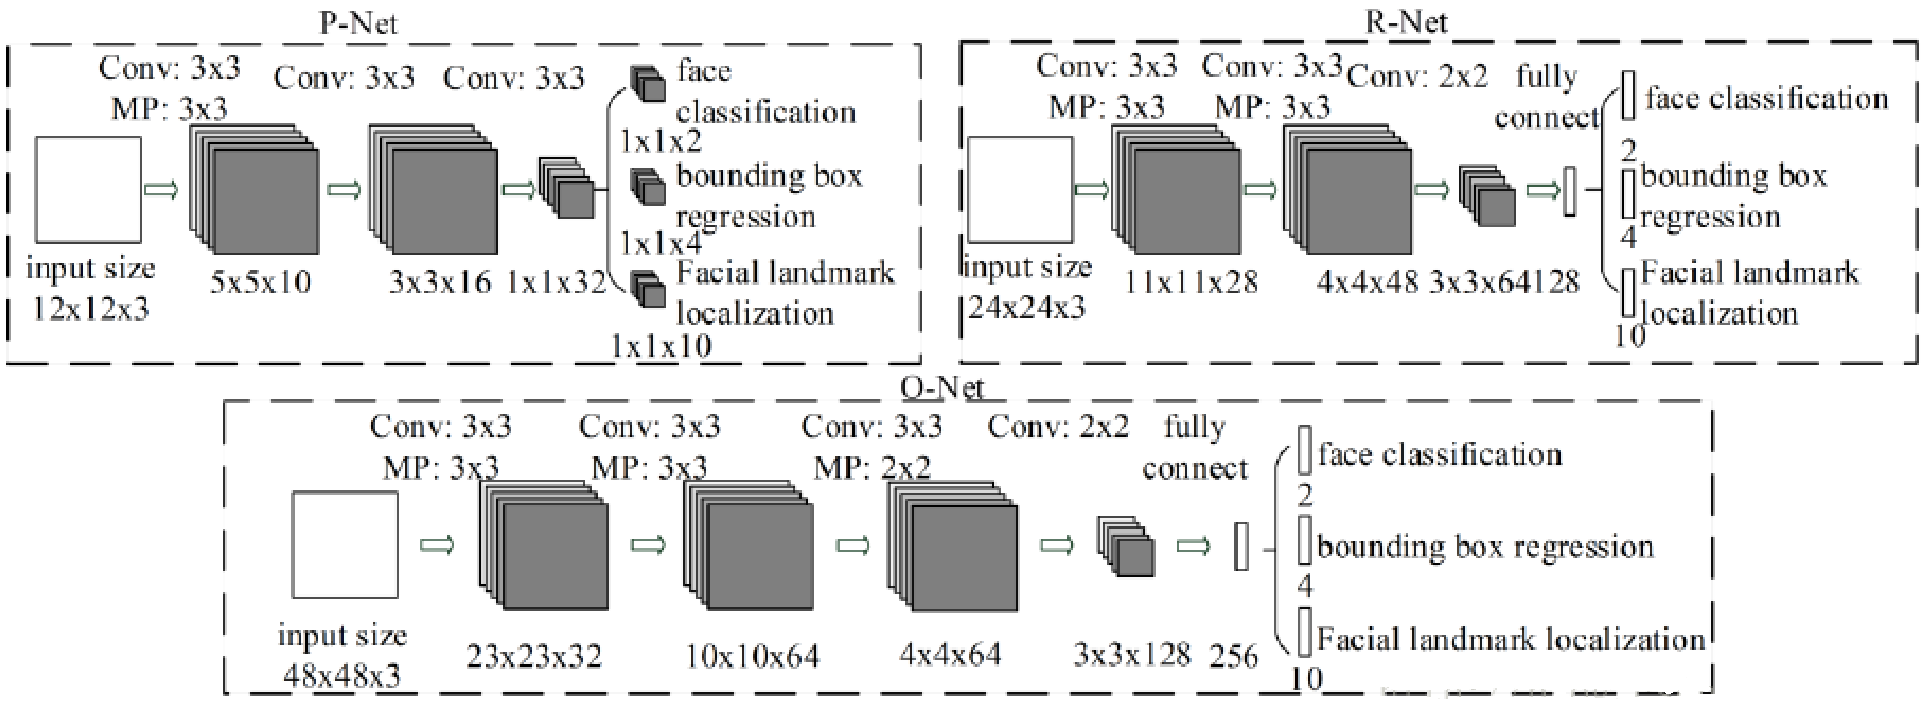 P-Net
Conv: 3x3
MP: 3x3
Conv: 3x3
Conv: 3x3
input size
12x12x3
5x5x10
3x3x16
1x1x32
face
classification
1x1x2
bounding box
regression
1x1x4
Facial landmark
localization
1x1x10
R-Net
Conv: 3x3
MP: 3x3
Conv: 3x3
MP: 3x3
Conv: 2x2
fully
connect
input size
24x24x3
11x11x28
4x4x48
3x3x64
128
face classification
2
bounding box
regression
4
Facial landmark
localization
10
O-Net
Conv: 3x3
MP: 3x3
Conv: 3x3
MP: 3x3
Conv: 3x3
MP: 2x2
Conv: 2x2
fully
connect
input size
48x48x3
23x23x32
10x10x64
4x4x64
3x3x128
256
face classification
2
bounding box regression
4
Facial landmark localization
10